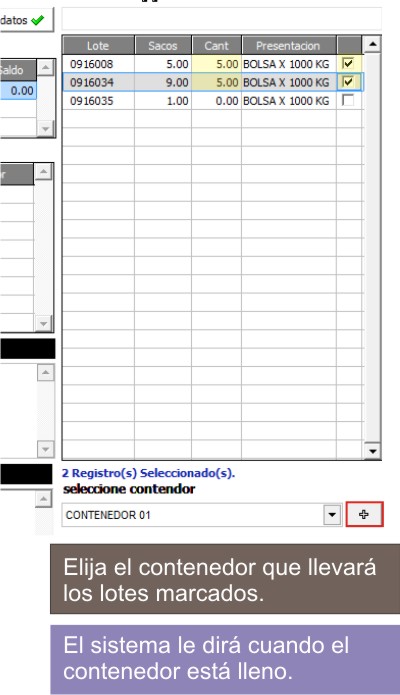 datos
Lote Sacos Cant Presentacion
Saldo
0916008 5.00 5.00 BOLSA X 1000 KG
0916034 9.00 5.00 BOLSA X 1000 KG
0.00
0916035 1.00 0.00 BOLSA X 1000 KG
r
2 Registro(s) Seleccionado(s).
seleccione contendor
CONTENEDOR 01
Elija el contenedor que llevará
los lotes marcados.
El sistema le dirá cuando el
contenedor está lleno.